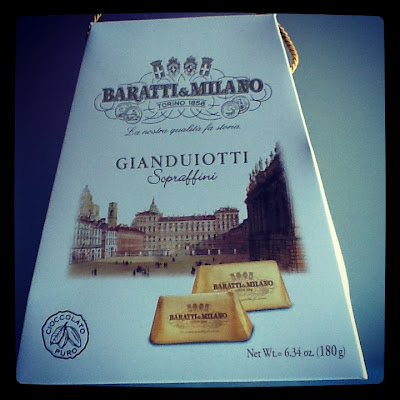 BARATTI & MILANO
TORINO 1858
La nostra qualità fa storia.
GIANDUIOTTI
Sopraffini
BARATTI & MILANO
BARATTI & MILANO
CIOCCOLATO
PURO
Net Wt.= 6.34 oz. (180g)